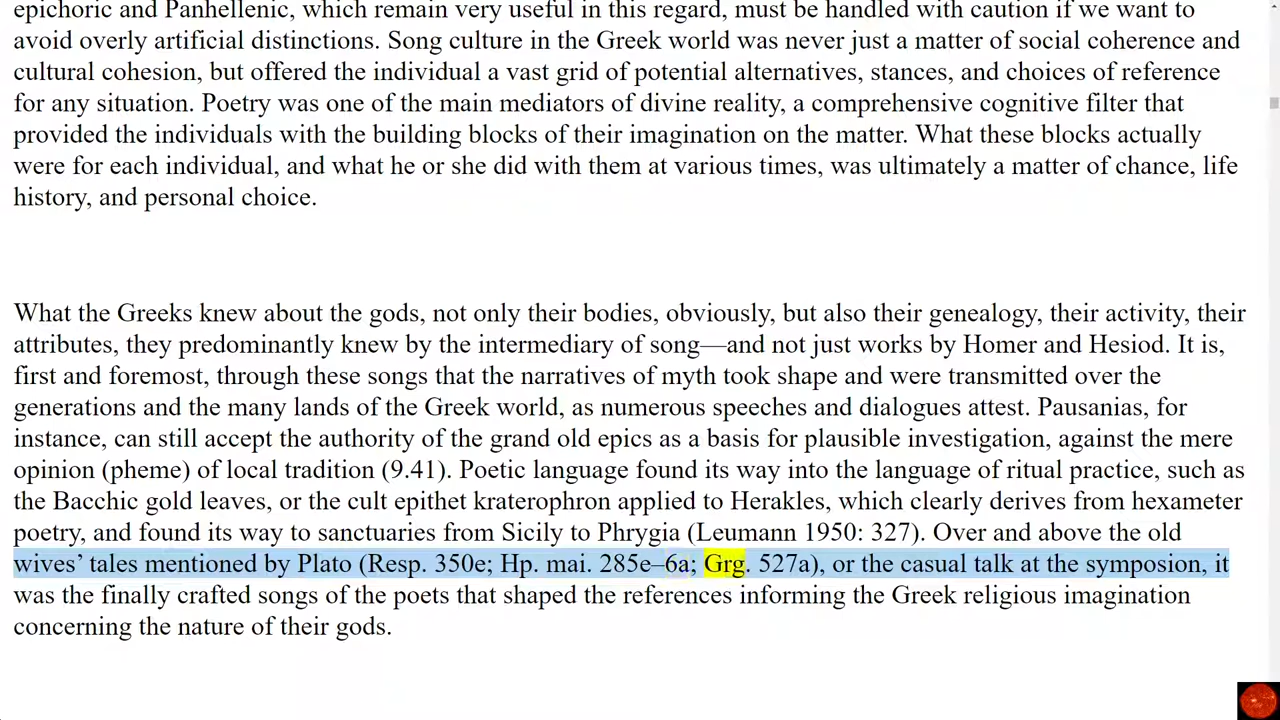 epichoric and Panhellenic, which remain very useful in this regard, must be handled with caution if we want to
avoid overly artificial distinctions. Song culture in the Greek world was never just a matter of social coherence and
cultural cohesion, but offered the individual a vast grid of potential alternatives, stances, and choices of reference
for any situation. Poetry was one of the main mediators of divine reality, a comprehensive cognitive filter that
provided the individuals with the building blocks of their imagination on the matter. What these blocks actually
were for each individual, and what he or she did with them at various times, was ultimately a matter of chance, life
history, and personal choice.
What the Greeks knew about the gods, not only their bodies, obviously, but also their genealogy, their activity, their
attributes, they predominantly knew by the intermediary of song—and not just works by Homer and Hesiod. It is,
first and foremost, through these songs that the narratives of myth took shape and were transmitted over the
generations and the many lands of the Greek world, as numerous speeches and dialogues attest. Pausanias, for
instance, can still accept the authority of the grand old epics as a basis for plausible investigation, against the mere
opinion (pheme) of local tradition (9.41). Poetic language found its way into the language of ritual practice, such as
the Bacchic gold leaves, or the cult epithet kraterophron applied to Herakles, which clearly derives from hexameter
poetry, and found its way to sanctuaries from Sicily to Phrygia (Leumann 1950: 327). Over and above the old
wives’ tales mentioned by Plato (Resp. 350e; Hp. mai. 285e–6a; Grg. 527a), or the casual talk at the symposion, it
was the finally crafted songs of the poets that shaped the references informing the Greek religious imagination
concerning the nature of their gods.